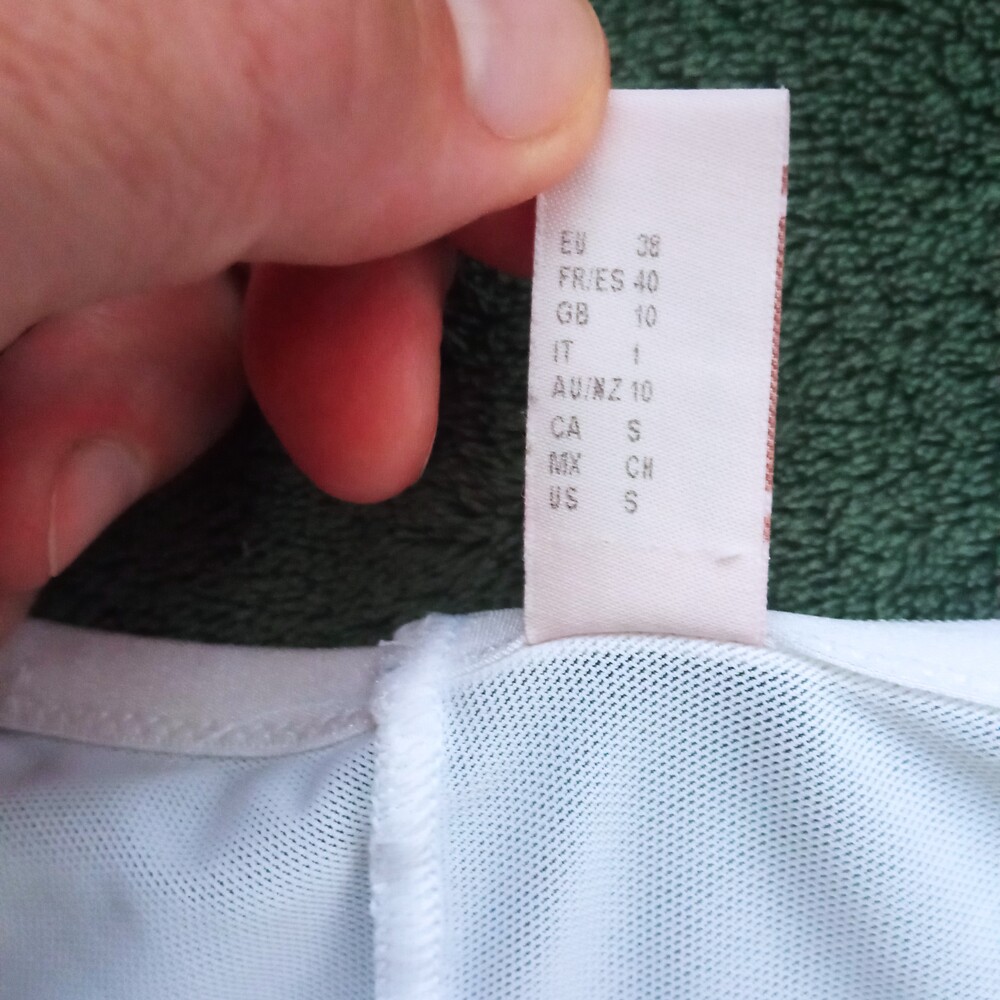 EU 38
FR/ES 40
GB 10
IT 1
AU/NZ 10
CA S
MX CH
US S